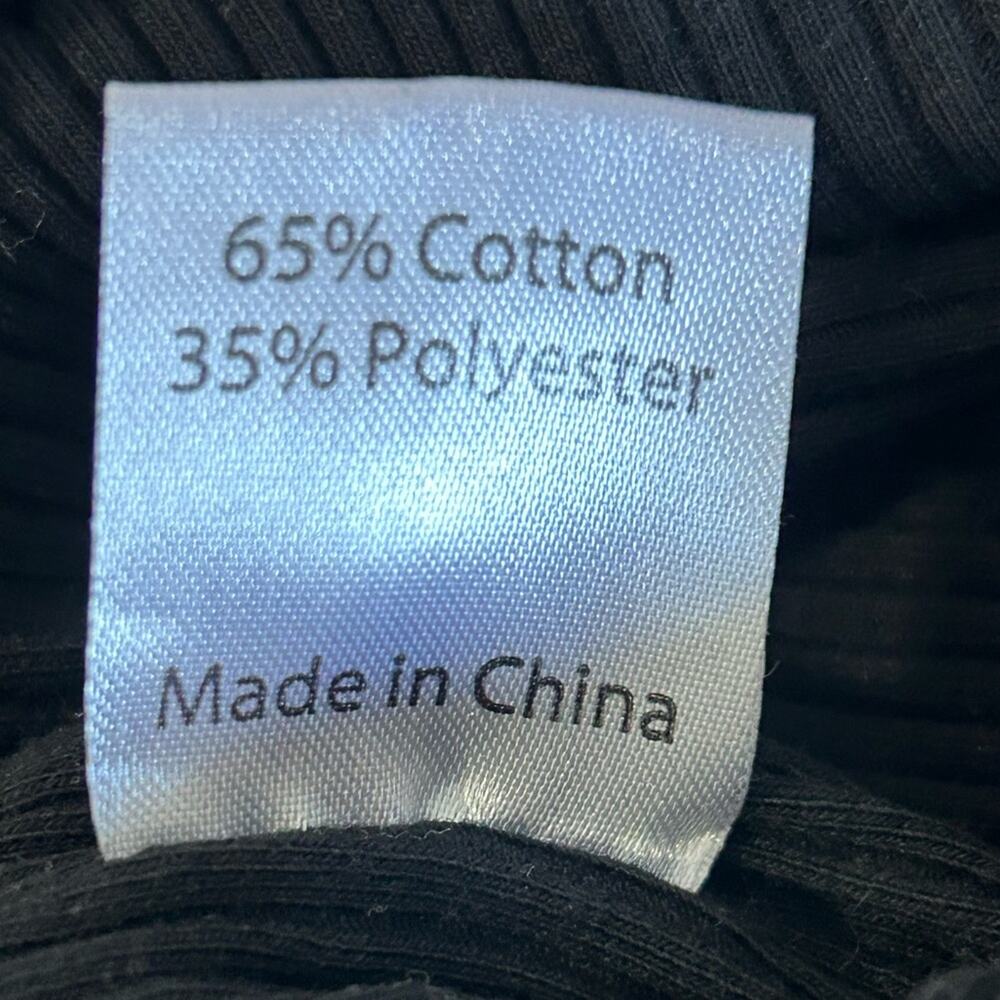 65% Cotton
35% Polyester
Made in China